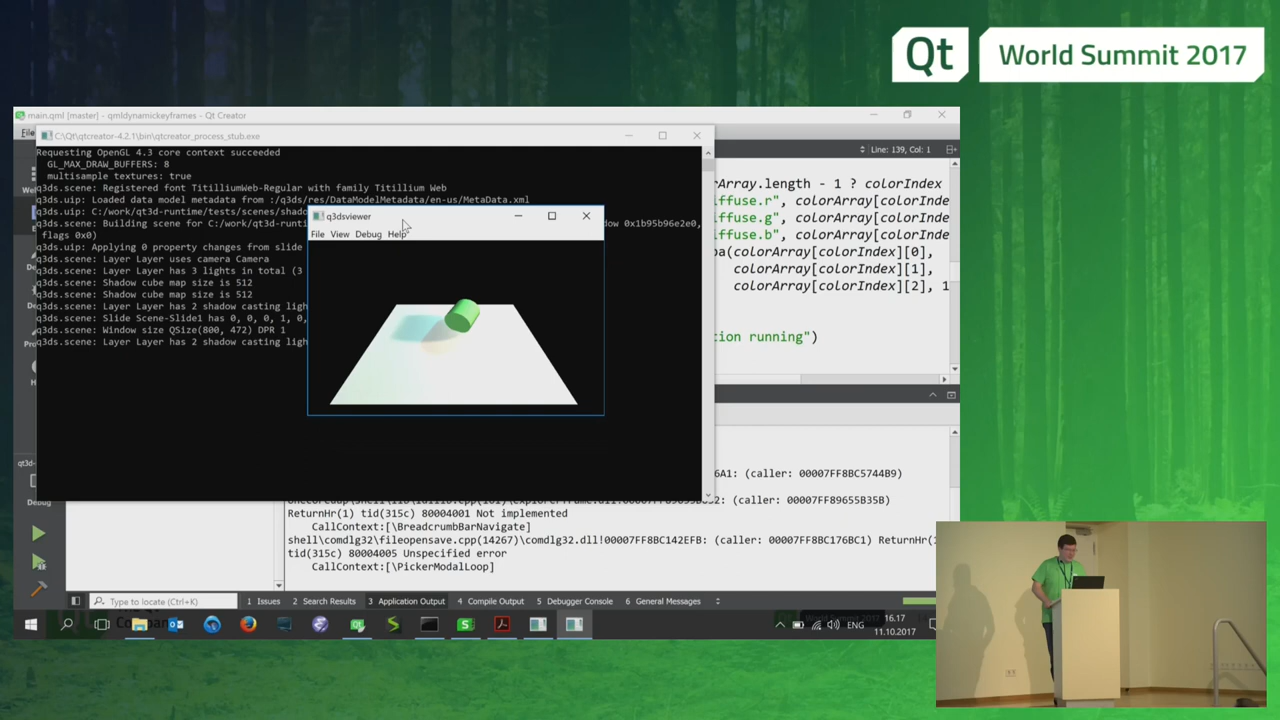 Qt World Summit 2017
main.qml [master] - qmldynamickeyframes - Qt Creator
File
C:\Qt\qtcreator-4.2.1\bin\qtcreator_process_stub.exe
Line: 139, Col: 1
Requesting OpenGL 4.3 core context succeeded
GL_MAX_DRAW_BUFFERS: 8
multisample textures: true
q3ds.scene: Registered font TitilliumWeb-Regular with family Titillium Web
q3ds.uip: Loaded data model metadata from :/q3ds/res/DataModelMetadata/en-us/MetaData.xml
q3ds.uip: C:/work/qt3d-runtime/tests/scenes/shado
q3ds.scene: Building scene for C:/work/qt3d-runti
dow 0x1b95b96e2e0,
flags 0x0)
q3ds.uip: Applying 0 property changes from slide
q3ds.scene: Layer Layer uses camera Camera
q3ds.scene: Layer Layer has 3 lights in total (3
q3ds.scene: Shadow cube map size is 512
q3ds.scene: Shadow cube map size is 512
q3ds.scene: Layer Layer has 2 shadow casting ligh
q3ds.scene: Slide Scene-Slide1 has 0, 0, 0, 1, 0,
q3ds.scene: Window size QSize(800, 472) DPR 1
q3ds.scene: Layer Layer has 2 shadow casting ligh
q3dsviewer
File View Debug Help
rArray.length - 1 ? colorIndex
iffuse.r", colorArray[colorInde
iffuse.g", colorArray[colorInde
iffuse.b", colorArray[colorInde
ba(colorArray[colorIndex][0],
colorArray[colorIndex][1],
colorArray[colorIndex][2], 1
tion running")
qt3d-
Debug
6A1: (caller: 00007FF8BC5744B9)
(caller: 00007FF89655B35B)
ReturnHr(1) tid(315c) 80004001 Not implemented
CallContext:[\BreadcrumbBarNavigate]
shell\comdlg32\fileopensave.cpp(14267)\comdlg32.dll!00007FF8BC142EFB: (caller: 00007FF8BC176BC1) ReturnHr(1
tid(315c) 80004005 Unspecified error
CallContext:[\PickerModalLoop]
Type to locate (Ctrl+K)
1 Issues 2 Search Results 3 Application Output 4 Compile Output 5 Debugger Console 6 General Messages
ENG
16.17
11.10.2017